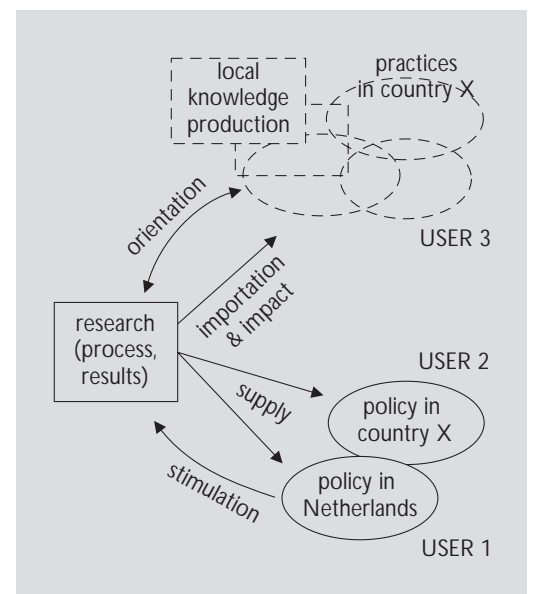 local
knowledge
production
practices
in country X
USER 3
orientation
importation
& impact
research
(process,
results)
USER 2
supply
policy in
country X
stimulation
policy in
Netherlands
USER 1